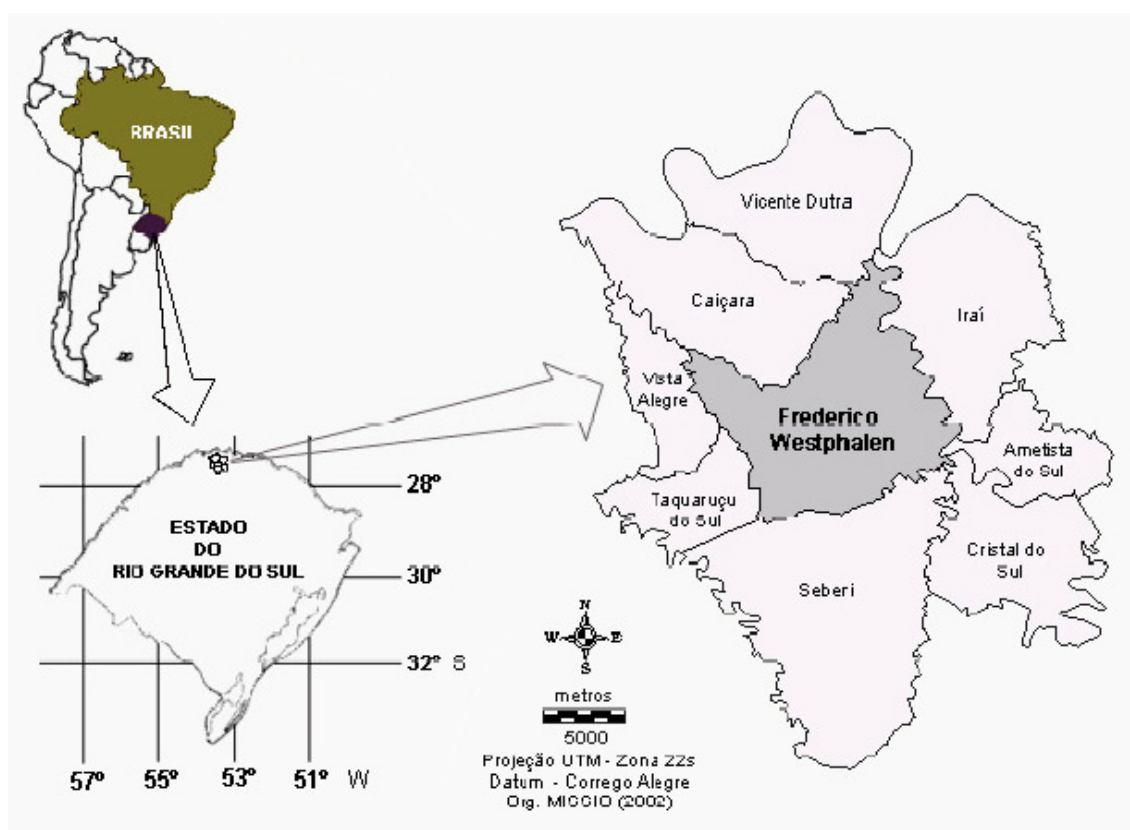 BRASIL
Vicente Dutra
Caiçara
Iraí
Vista
Alegre
Frederico
Westphalen
Ametista
do Sul
Taquaruçu
do Sul
Cristal do
Sul
Seberi
28º
ESTADO
DO
RIO GRANDE DO SUL
30º
32º S
57º 55º 53º 51º W
N
W E
S
metros
5000
Projeção UTM - Zona 22s
Datum - Corrego Alegre
Org. MIGGIO (2002)